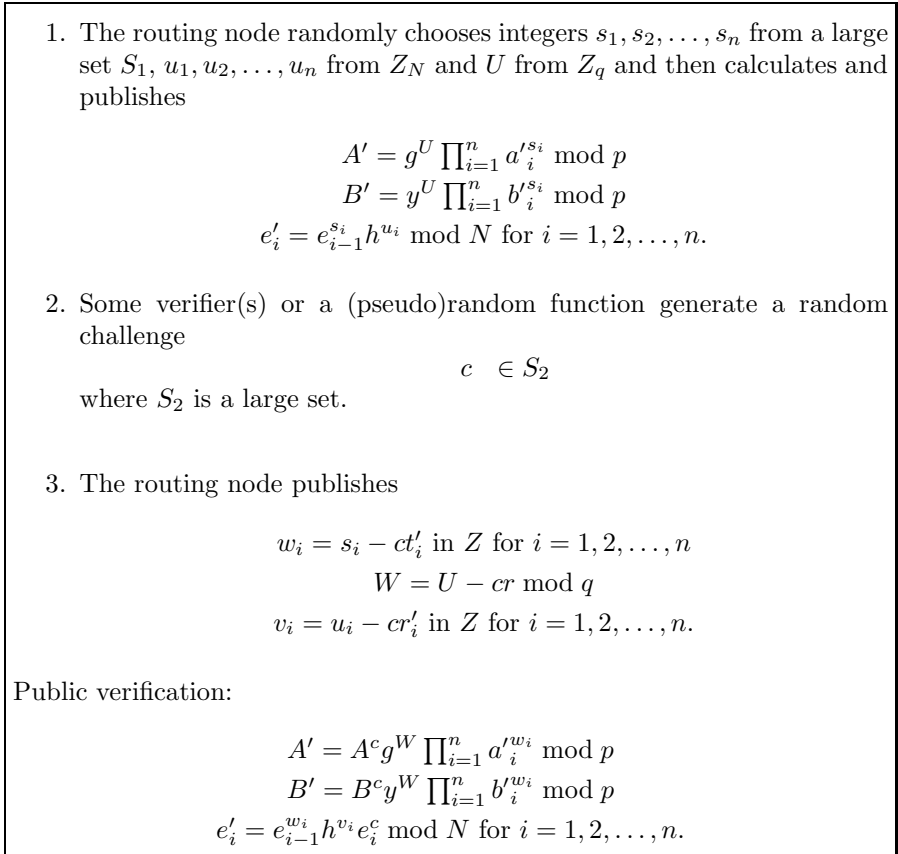 1. The routing node randomly chooses integers s₁, s₂, . . . , sₙ from a large
set S₁, u₁, u₂, . . . , uₙ from Z_N and U from Z_q and then calculates and
publishes
A′ = g^U ∏_{i=1}^{n} a′_i^{s_i} mod p
B′ = y^U ∏_{i=1}^{n} b′_i^{s_i} mod p
e′_i = e_{i−1}^{s_i} h^{u_i} mod N for i = 1, 2, . . . , n.
2. Some verifier(s) or a (pseudo)random function generate a random
challenge
c ∈ S₂
where S₂ is a large set.
3. The routing node publishes
w_i = s_i − ct′_i in Z for i = 1, 2, . . . , n
W = U − cr mod q
v_i = u_i − cr′_i in Z for i = 1, 2, . . . , n.
Public verification:
A′ = A^c g^W ∏_{i=1}^{n} a′_i^{w_i} mod p
B′ = B^c y^W ∏_{i=1}^{n} b′_i^{w_i} mod p
e′_i = e_{i−1}^{w_i} h^{v_i} e_i^c mod N for i = 1, 2, . . . , n.